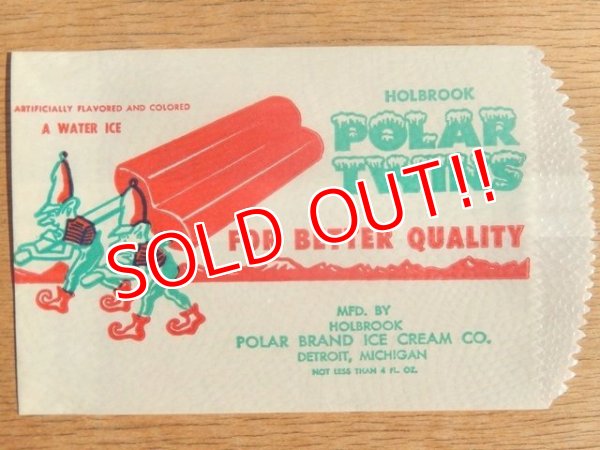 ARTIFICIALLY FLAVORED AND COLORED
A WATER ICE
HOLBROOK
POLAR
TWINS
FOR BETTER QUALITY
SOLD OUT!!
MFD. BY
HOLBROOK
POLAR BRAND ICE CREAM CO.
DETROIT, MICHIGAN
NOT LESS THAN 4 FL. OZ.